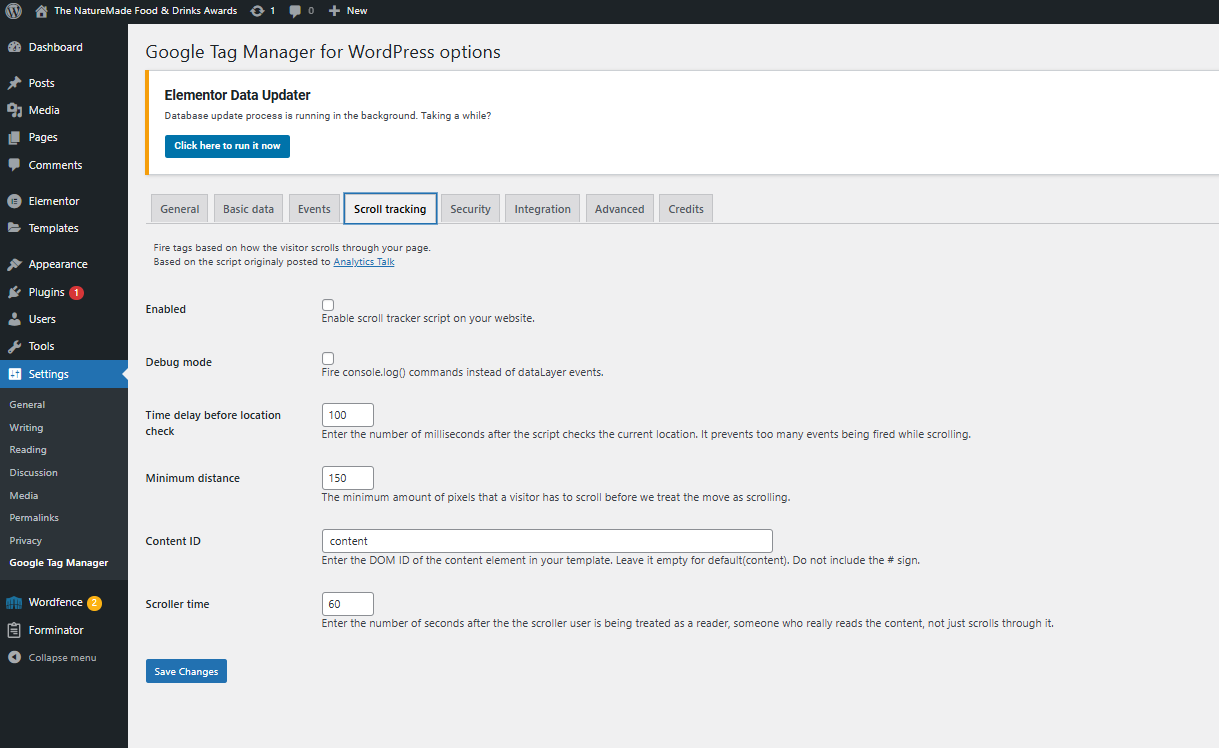 The NatureMade Food & Drinks Awards 1 0 New
Dashboard
Posts
Media
Pages
Comments
Elementor
Templates
Appearance
Plugins 1
Users
Tools
Settings
General
Writing
Reading
Discussion
Media
Permalinks
Privacy
Google Tag Manager
Wordfence 2
Forminator
Collapse menu
Google Tag Manager for WordPress options
Elementor Data Updater
Database update process is running in the background. Taking a while?
Click here to run it now
General Basic data Events Scroll tracking Security Integration Advanced Credits
Fire tags based on how the visitor scrolls through your page.
Based on the script originaly posted to Analytics Talk
Enabled
Enable scroll tracker script on your website.
Debug mode
Fire console.log() commands instead of dataLayer events.
Time delay before location
check
100
Enter the number of milliseconds after the script checks the current location. It prevents too many events being fired while scrolling.
Minimum distance
150
The minimum amount of pixels that a visitor has to scroll before we treat the move as scrolling.
Content ID
content
Enter the DOM ID of the content element in your template. Leave it empty for default(content). Do not include the # sign.
Scroller time
60
Enter the number of seconds after the the scroller user is being treated as a reader, someone who really reads the content, not just scrolls through it.
Save Changes